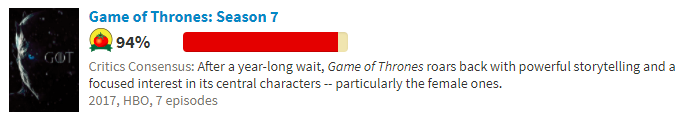 Game of Thrones: Season 7
94%
GOT
Critics Consensus: After a year-long wait, Game of Thrones roars back with powerful storytelling and a
focused interest in its central characters -- particularly the female ones.
2017, HBO, 7 episodes